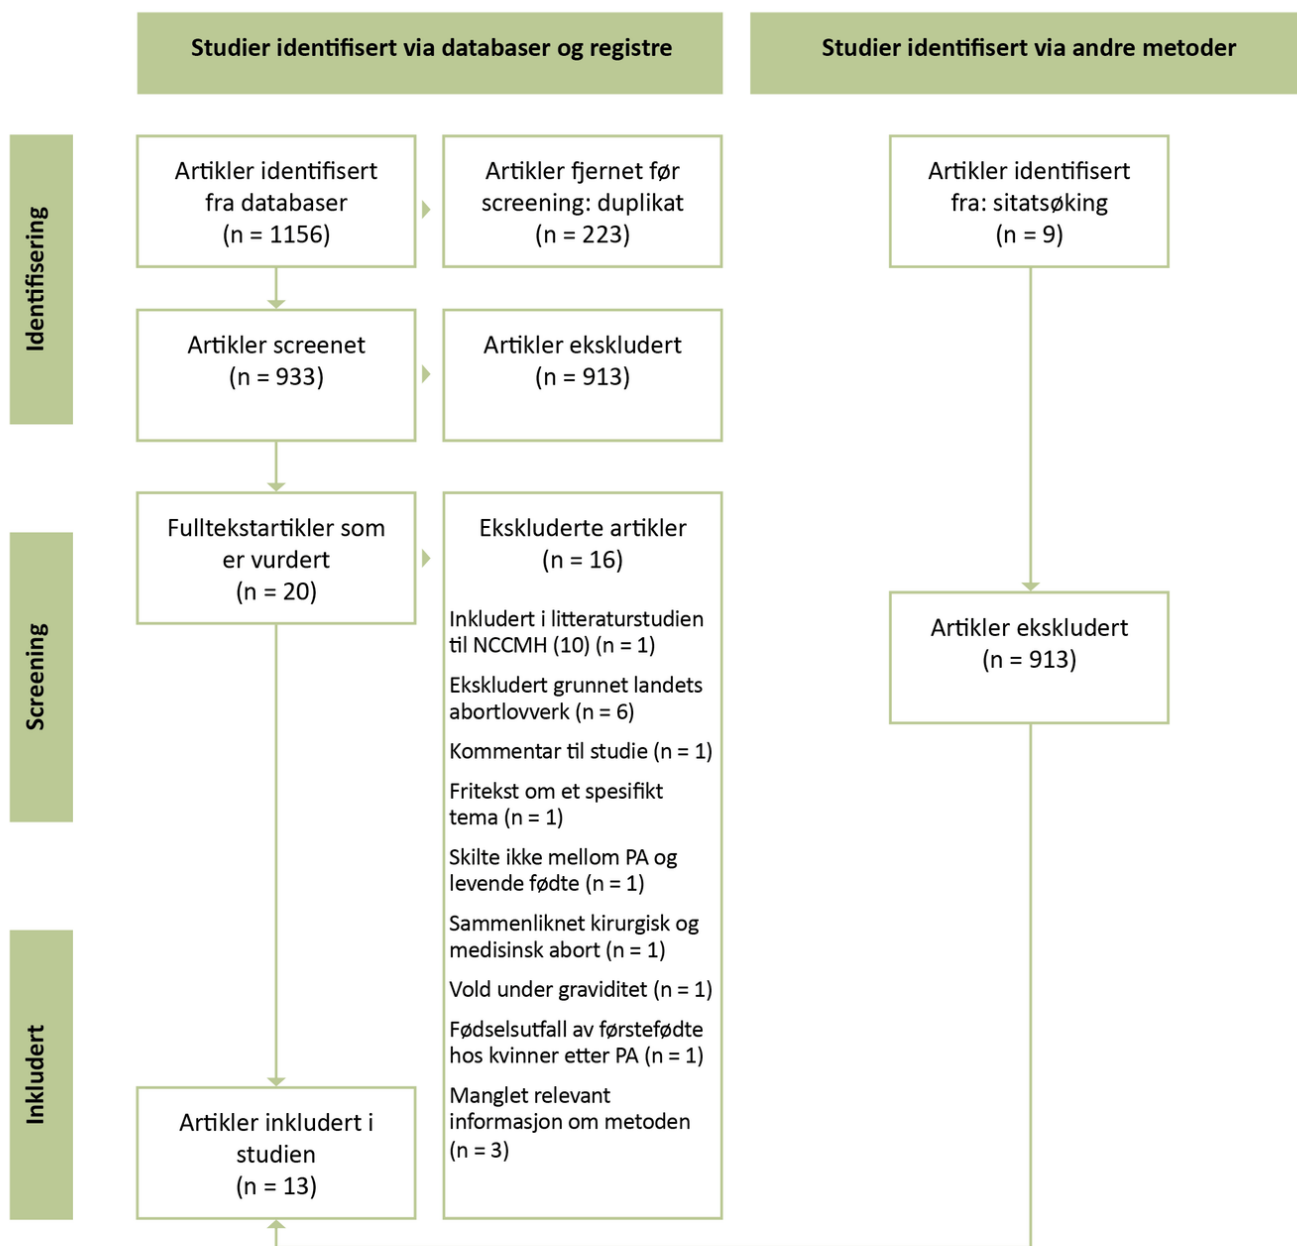 Studier identifisert via databaser og registre
Studier identifisert via andre metoder
Identifisering
Artikler identifisert
fra databaser
(n = 1156)
Artikler fjernet før
screening: duplikat
(n = 223)
Artikler identifisert
fra: sitatsøking
(n = 9)
Artikler screenet
(n = 933)
Artikler ekskludert
(n = 913)
Screening
Fulltekstartikler som
er vurdert
(n = 20)
Ekskluderte artikler
(n = 16)
Inkludert i litteraturstudien
til NCCMH (10) (n = 1)
Ekskludert grunnet landets
abortlovverk (n = 6)
Kommentar til studie (n = 1)
Fritekst om et spesifikt
tema (n = 1)
Skilte ikke mellom PA og
levende fødte (n = 1)
Sammenliknet kirurgisk og
medisinsk abort (n = 1)
Vold under graviditet (n = 1)
Fødselsutfall av førstefødte
hos kvinner etter PA (n = 1)
Manglet relevant
informasjon om metoden
(n = 3)
Artikler ekskludert
(n = 913)
Inkludert
Artikler inkludert i
studien
(n = 13)